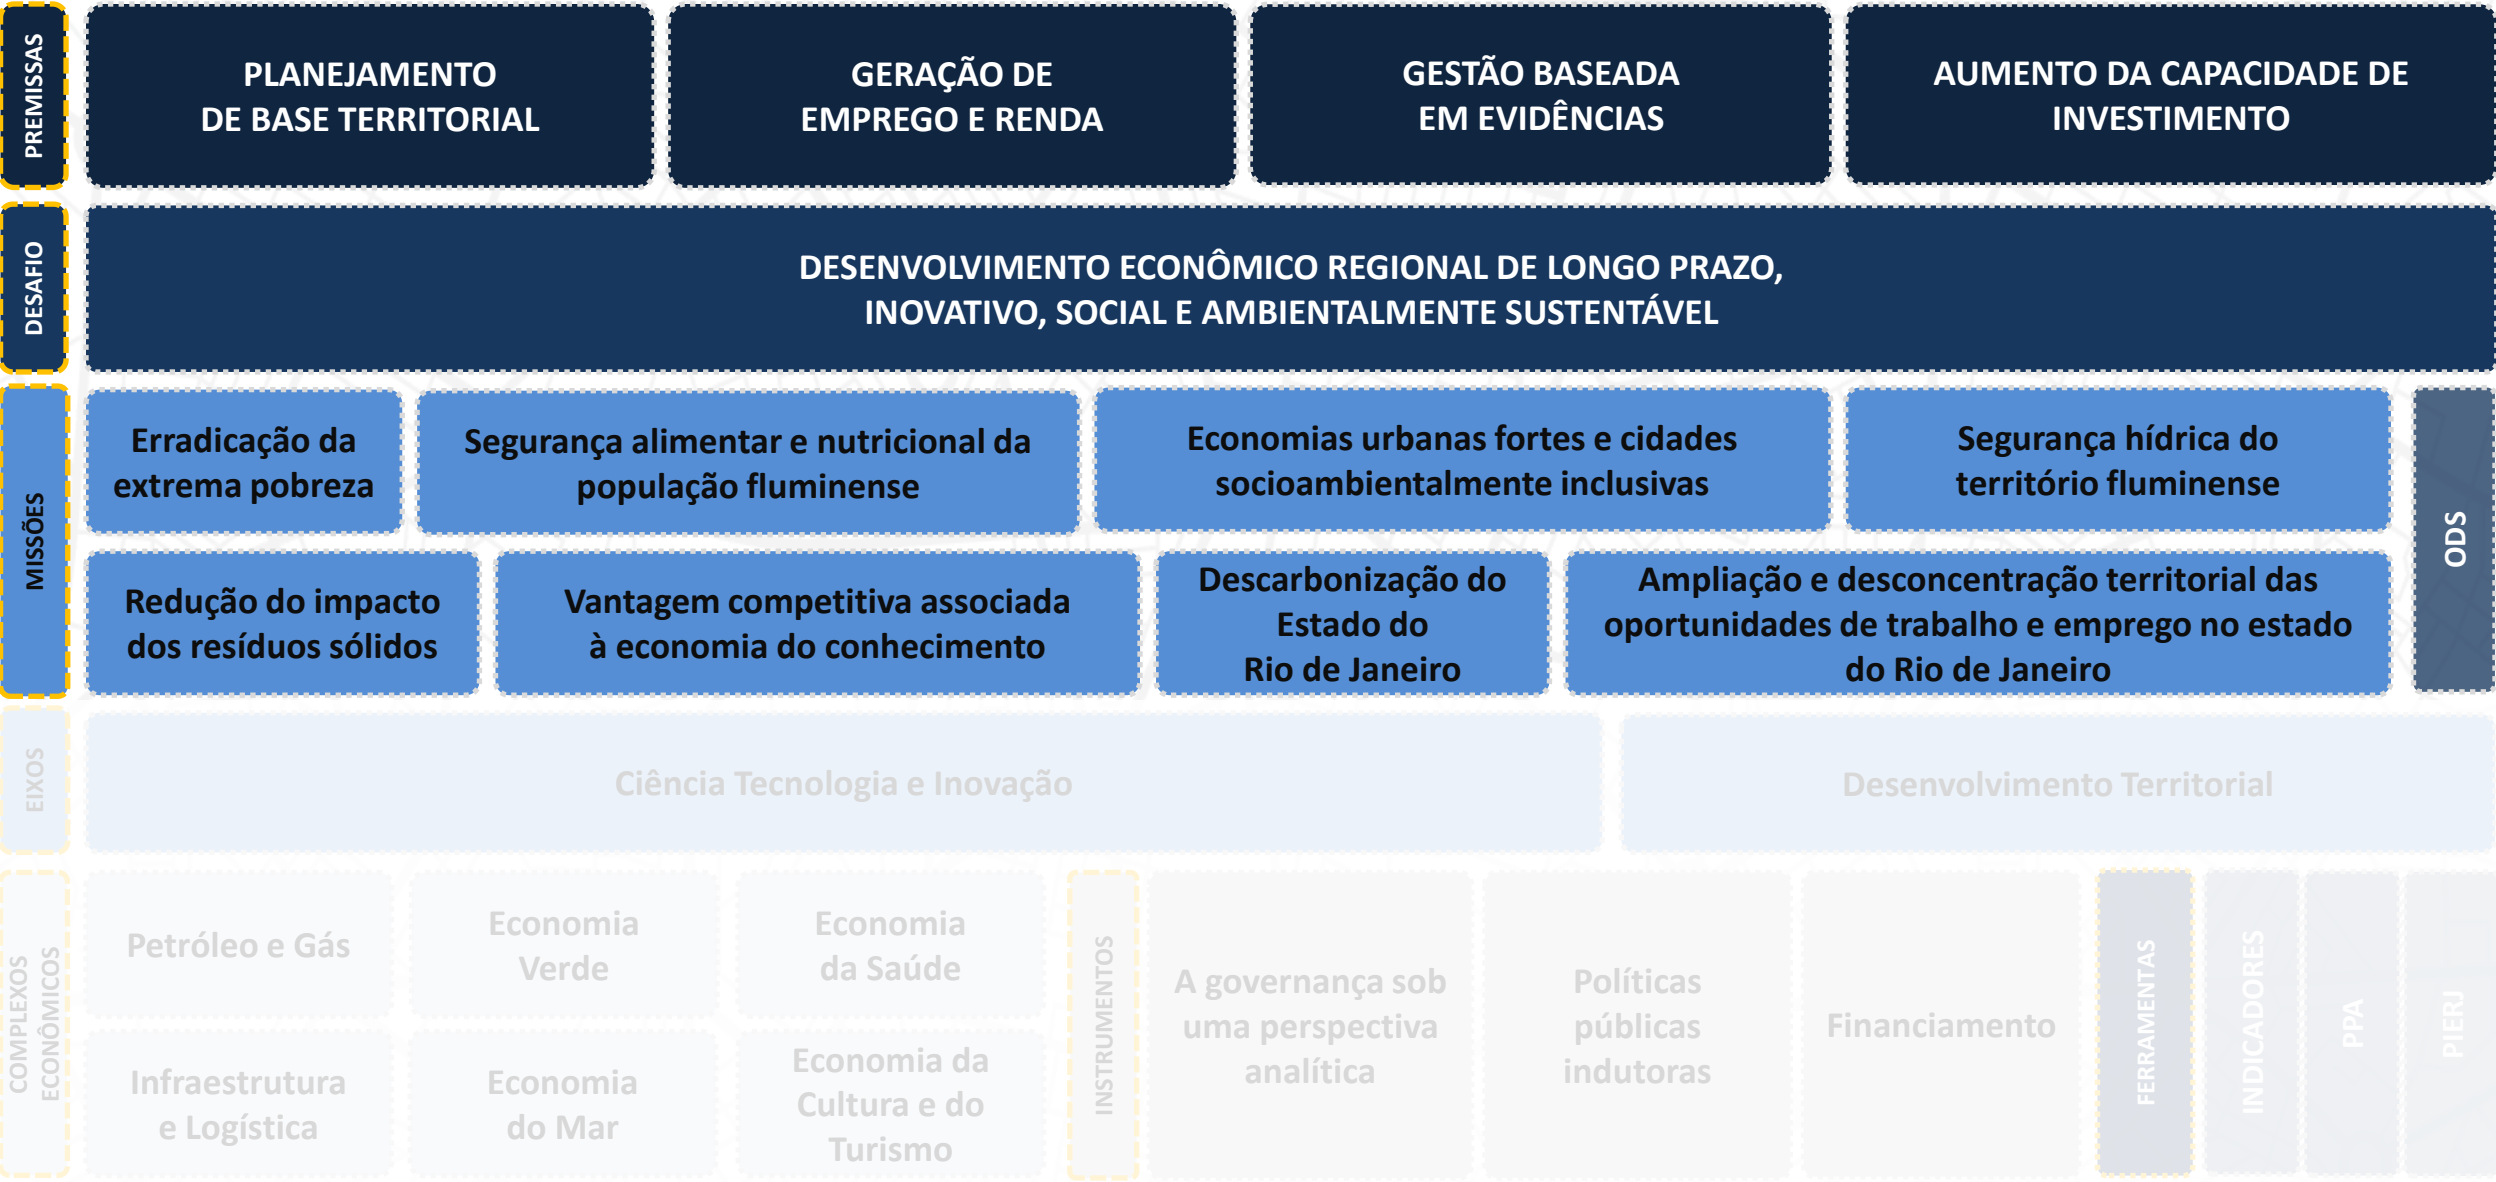 PREMISSAS
PLANEJAMENTO
DE BASE TERRITORIAL
GERAÇÃO DE
EMPREGO E RENDA
GESTÃO BASEADA
EM EVIDÊNCIAS
AUMENTO DA CAPACIDADE DE
INVESTIMENTO
DESAFIO
DESENVOLVIMENTO ECONÔMICO REGIONAL DE LONGO PRAZO,
INOVATIVO, SOCIAL E AMBIENTALMENTE SUSTENTÁVEL
MISSÕES
Erradicação da
extrema pobreza
Segurança alimentar e nutricional da
população fluminense
Economias urbanas fortes e cidades
socioambientalmente inclusivas
Segurança hídrica do
território fluminense
Redução do impacto
dos resíduos sólidos
Vantagem competitiva associada
à economia do conhecimento
Descarbonização do
Estado do
Rio de Janeiro
Ampliação e desconcentração territorial das
oportunidades de trabalho e emprego no estado
do Rio de Janeiro
ODS
EIXOS
Ciência Tecnologia e Inovação
Desenvolvimento Territorial
COMPLEXOS
ECONÔMICOS
Petróleo e Gás
Economia
Verde
Economia
da Saúde
Infraestrutura
e Logística
Economia
do Mar
Economia da
Cultura e do
Turismo
INSTRUMENTOS
A governança sob
uma perspectiva
analítica
Políticas
públicas
indutoras
Financiamento
FERRAMENTAS
INDICADORES
PPA
PIERJ